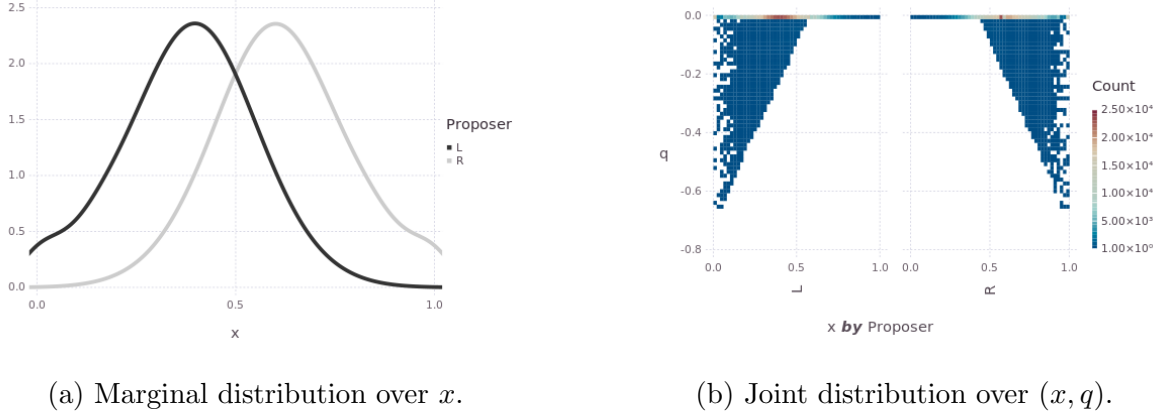 2.5
2.0
1.5
1.0
0.5
0.0
0.0 0.5 1.0
x
Proposer
L
R
0.0
-0.2
-0.4
-0.6
-0.8
q
0.0 0.5 1.0
0.0 0.5 1.0
L
R
x by Proposer
Count
2.50×10⁴
2.00×10⁴
1.50×10⁴
1.00×10⁴
5.00×10³
1.00×10⁰
(a) Marginal distribution over x.
(b) Joint distribution over (x, q).